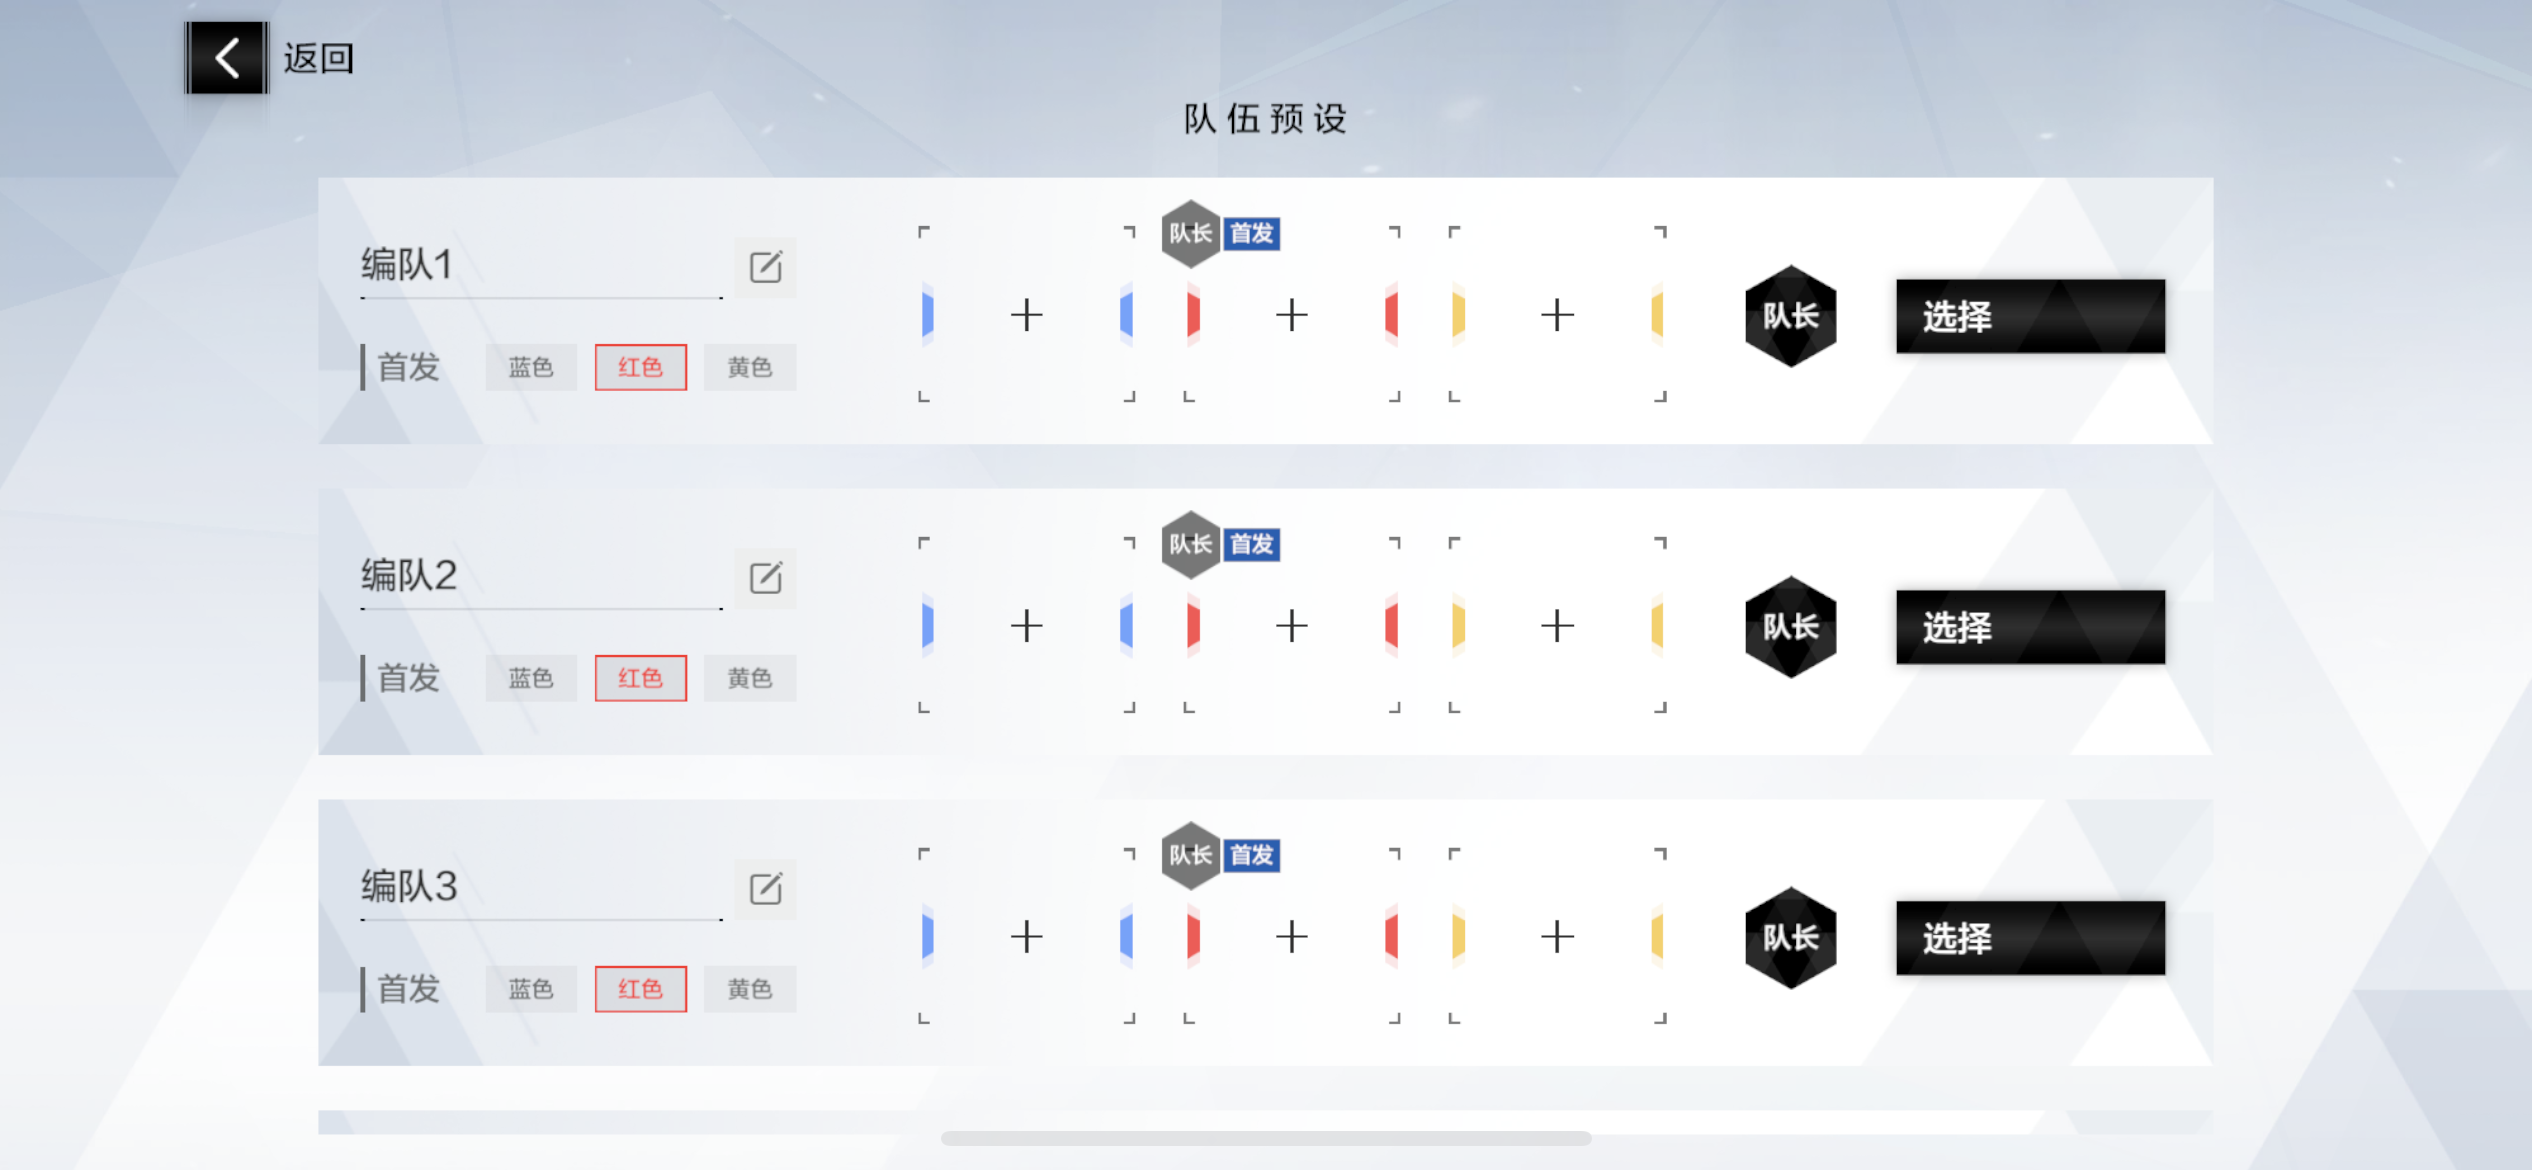 返回
队伍预设
编队1
队长 首发
队长
选择
首发 蓝色 红色 黄色
编队2
队长 首发
队长
选择
首发 蓝色 红色 黄色
编队3
队长 首发
队长
选择
首发 蓝色 红色 黄色